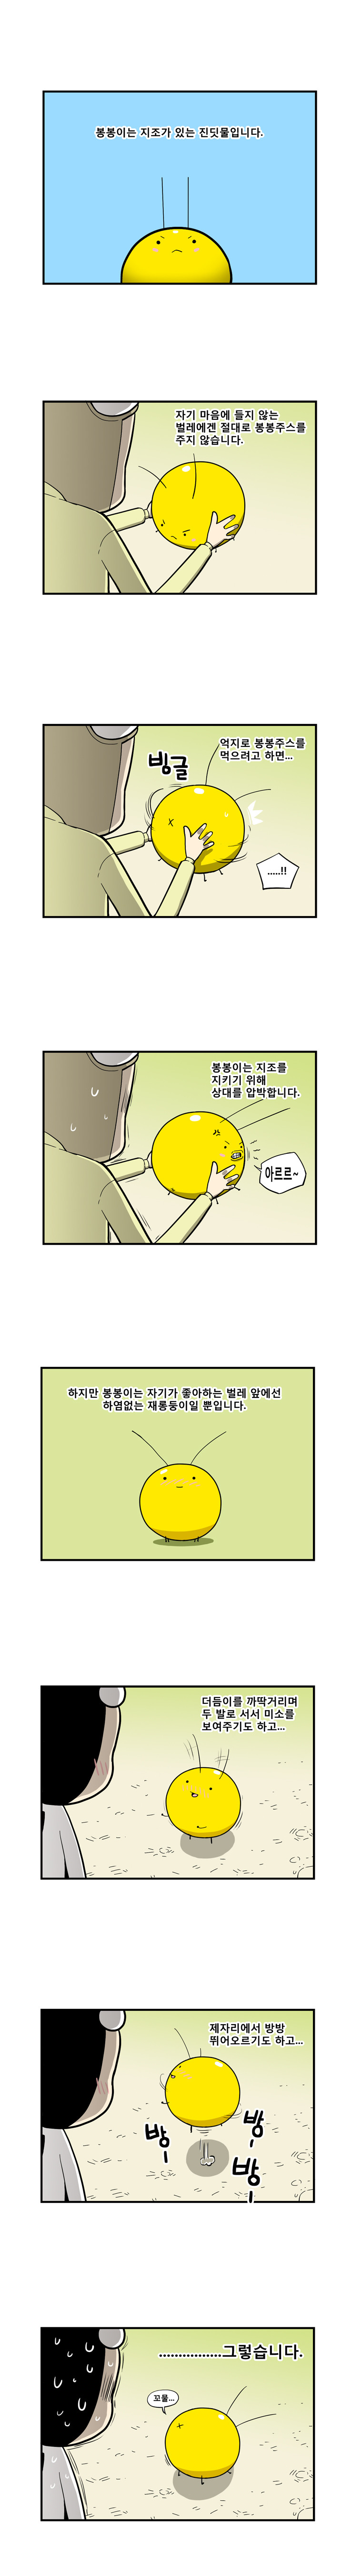 봉봉이는 지조가 있는 진딧물입니다.
자기 마음에 들지 않는
벌레에겐 절대로 봉봉주스를
주지 않습니다.
억지로 봉봉주스를
먹으려고 하면...
빙글
.....!!
봉봉이는 지조를
지키기 위해
상대를 압박합니다.
아르르~
하지만 봉봉이는 자기가 좋아하는 벌레 앞에선
하염없는 재롱둥이일 뿐입니다.
더듬이를 까딱거리며
두 발로 서서 미소를
보여주기도 하고...
제자리에서 방방
뛰어오르기도 하고...
방-
방-
방-
................그렇습니다.
꼬물...